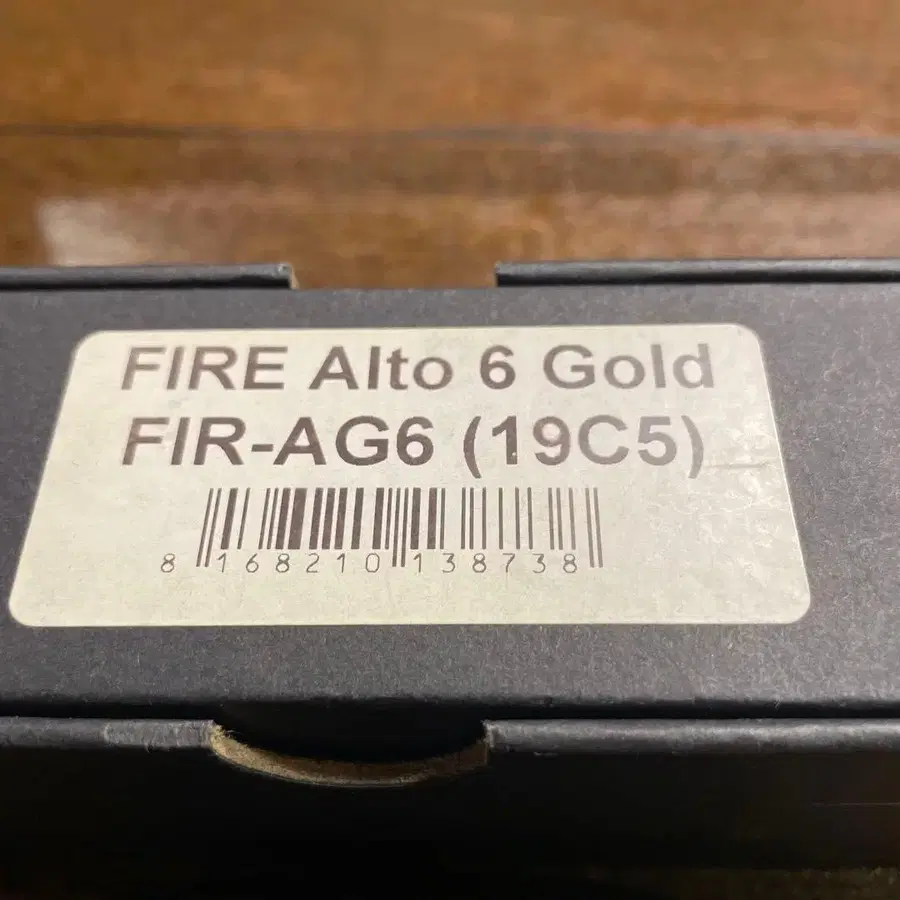 FIRE Alto 6 Gold
FIR-AG6 (19C5)
8 168210 138738